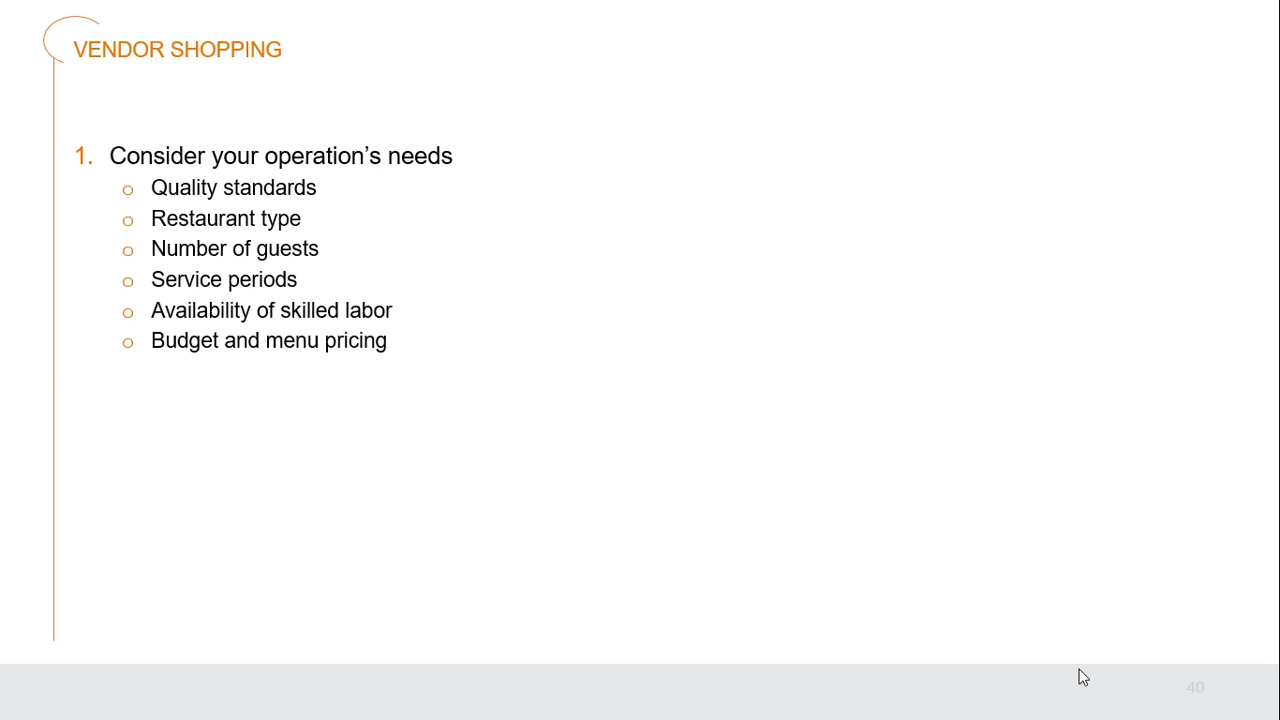 VENDOR SHOPPING
1. Consider your operation’s needs
o Quality standards
o Restaurant type
o Number of guests
o Service periods
o Availability of skilled labor
o Budget and menu pricing
40